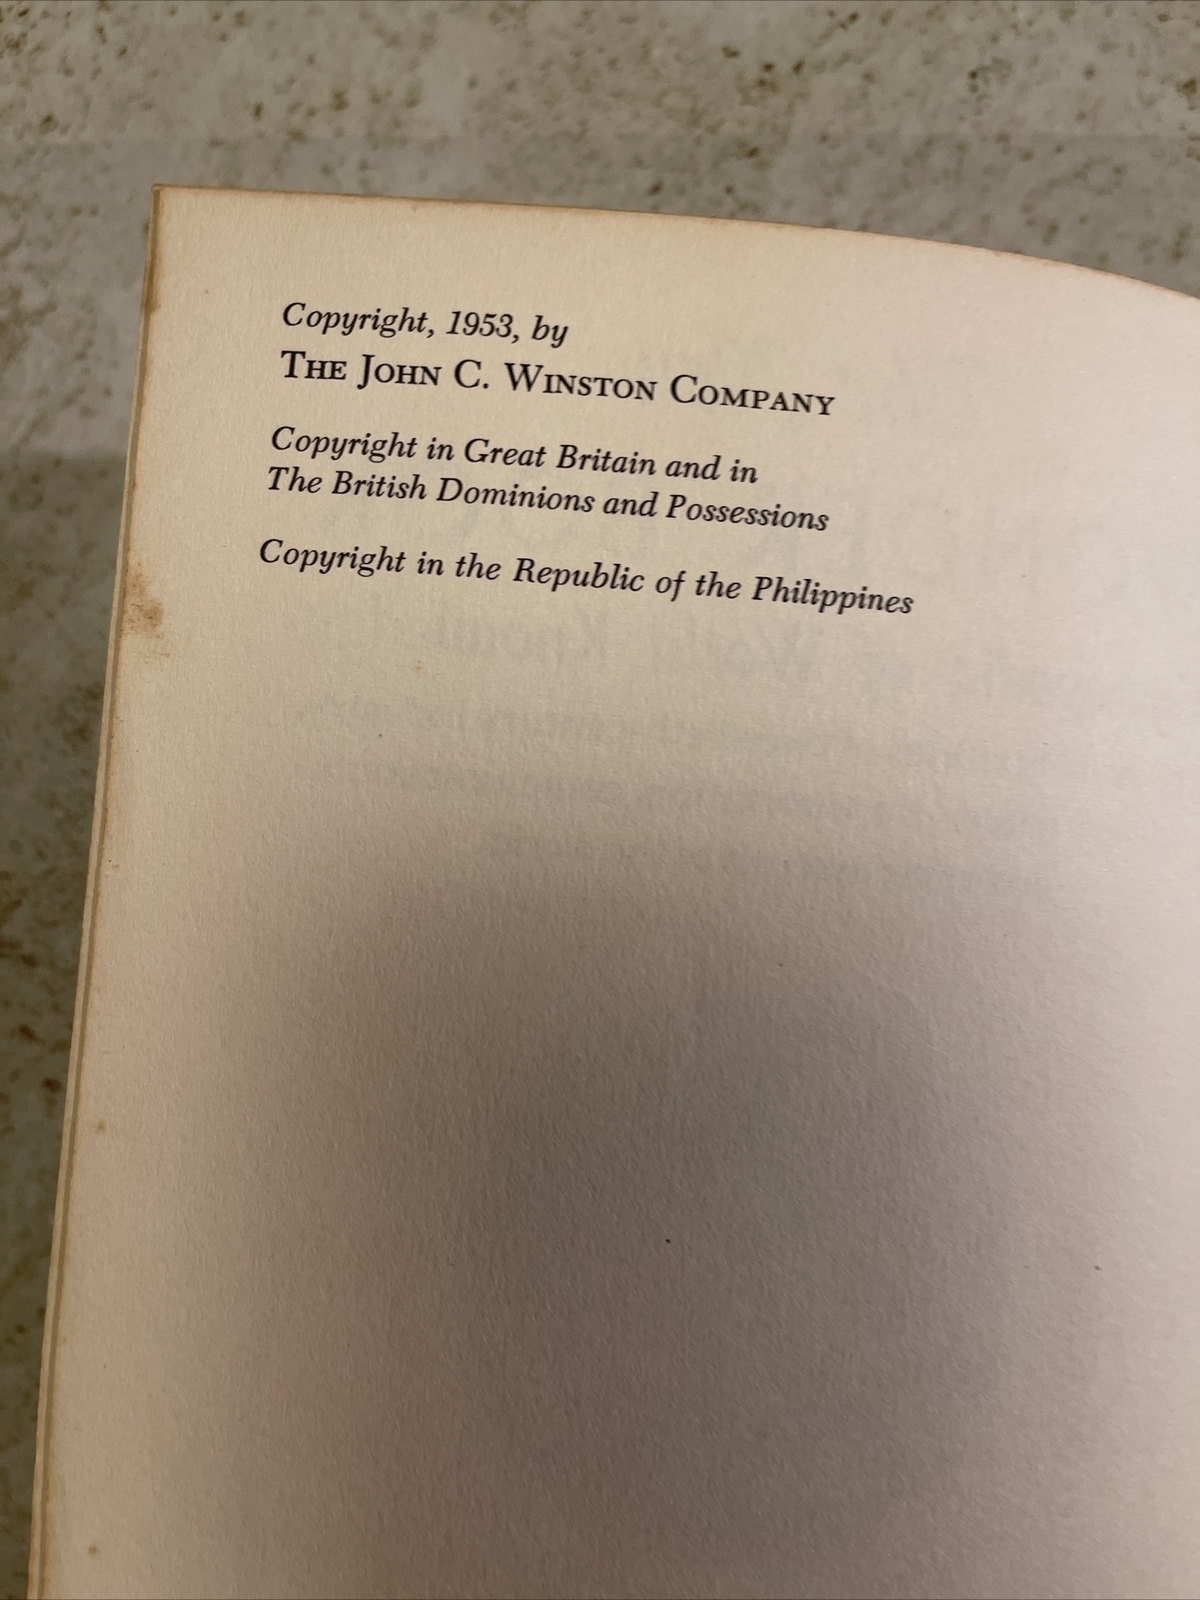 Copyright, 1953, by
THE JOHN C. WINSTON COMPANY
Copyright in Great Britain and in
The British Dominions and Possessions
Copyright in the Republic of the Philippines